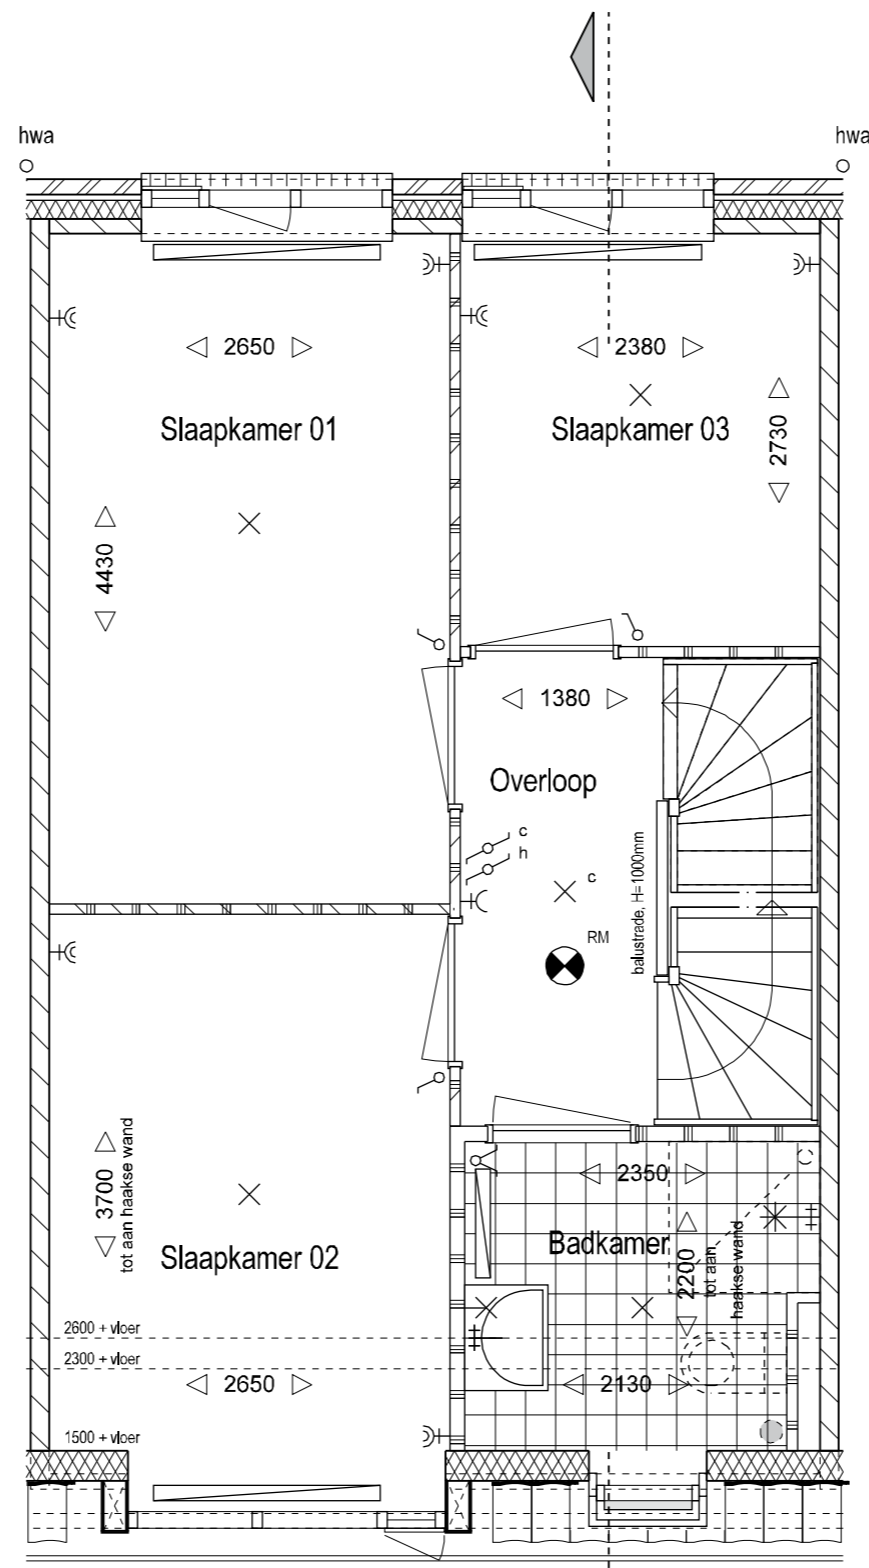 hwa
hwa
2650
2380
Slaapkamer 01
Slaapkamer 03
2730
4430
1380
Overloop
c
h
c
RM
balustrade, H=1000mm
3700
tot aan haakse wand
Slaapkamer 02
2350
Badkamer
2200
tot aan
haakse wand
2600 + vloer
2300 + vloer
2650
2130
1500 + vloer